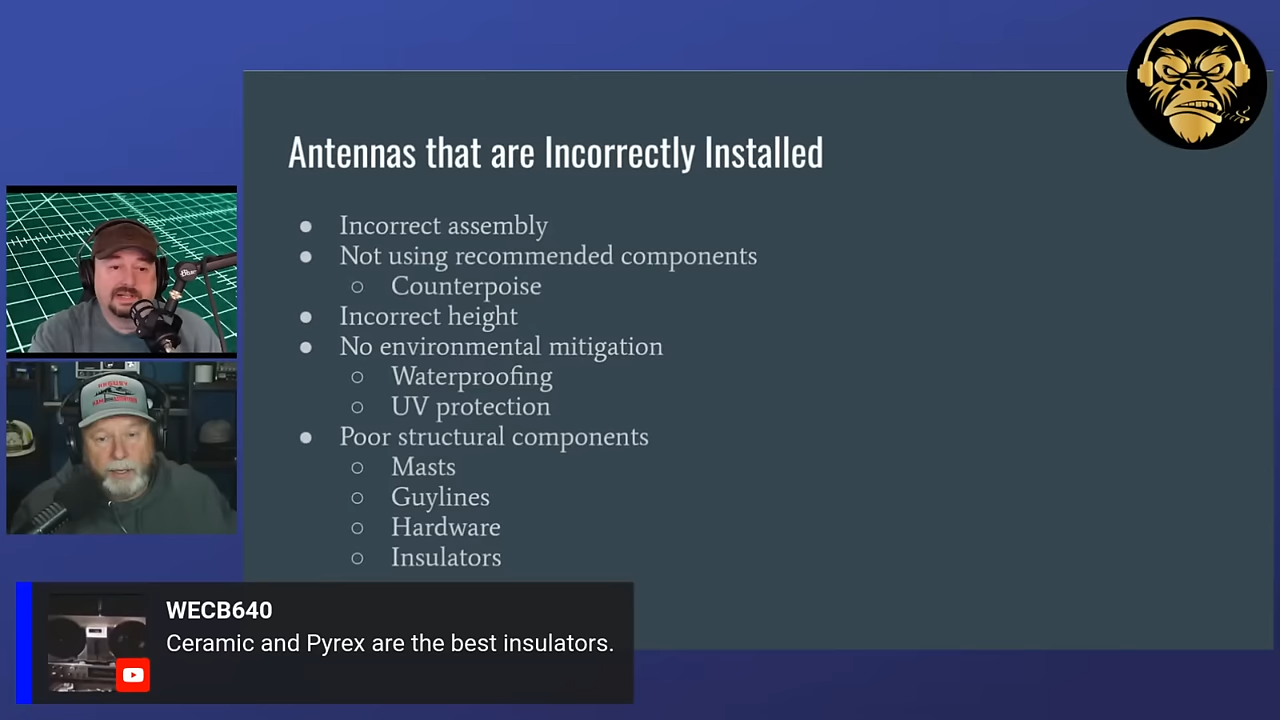 Antennas that are Incorrectly Installed
● Incorrect assembly
● Not using recommended components
○ Counterpoise
● Incorrect height
● No environmental mitigation
○ Waterproofing
○ UV protection
● Poor structural components
○ Masts
○ Guylines
○ Hardware
○ Insulators
Blue
WECB640
Ceramic and Pyrex are the best insulators.